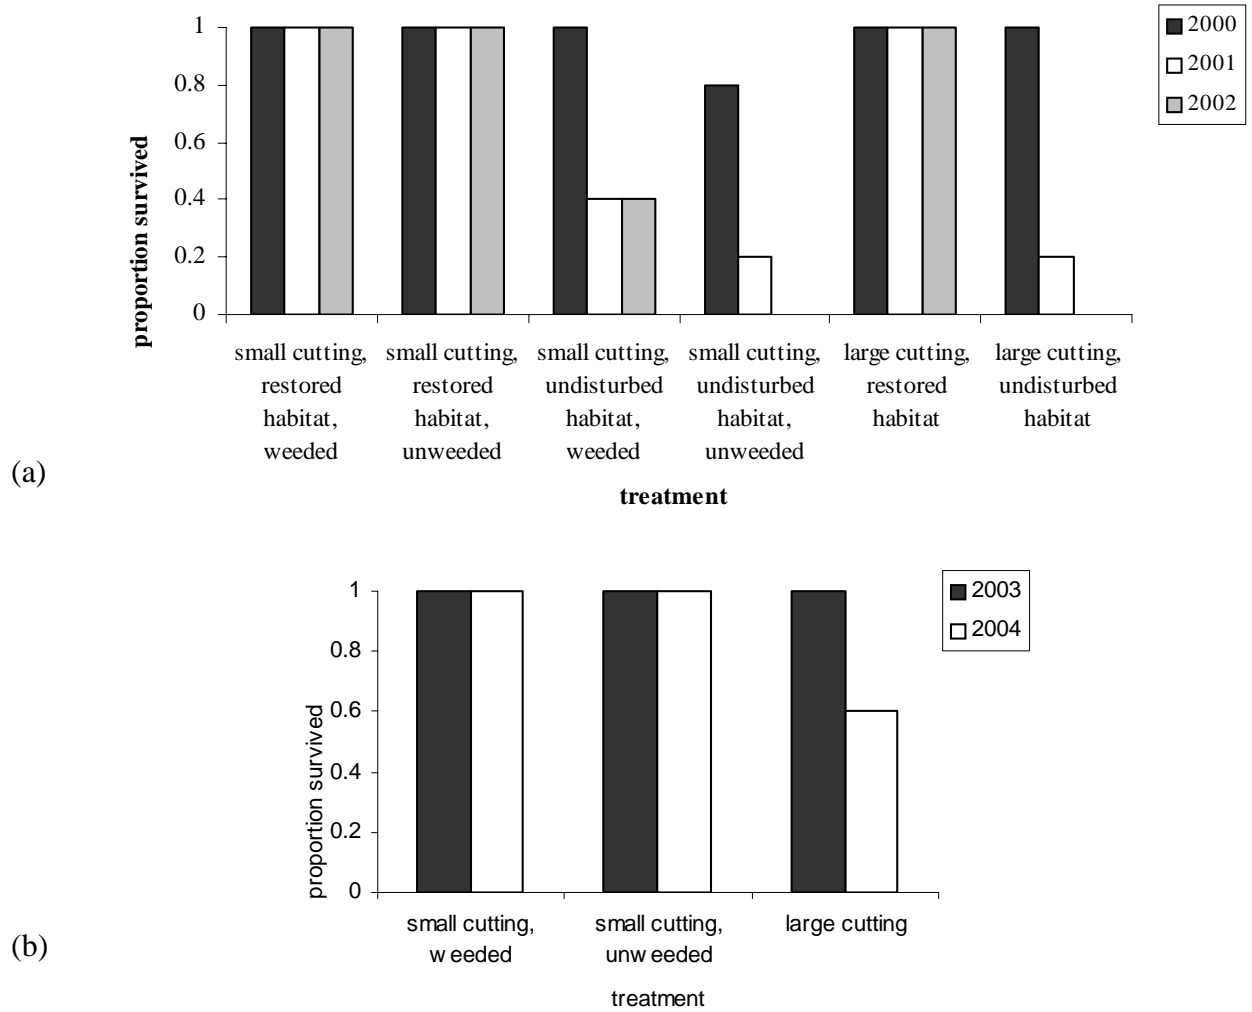 1
0.8
0.6
0.4
0.2
0
proportion survived
2000
2001
2002
small cutting, small cutting, small cutting, small cutting, large cutting, large cutting,
restored restored undisturbed undisturbed restored undisturbed
habitat, habitat, habitat, habitat, habitat habitat
weeded unweeded weeded unweeded
(a)
treatment
1
0.8
0.6
0.4
0.2
0
proportion survived
2003
2004
small cutting, small cutting, large cutting
w eeded unw eeded
(b)
treatment